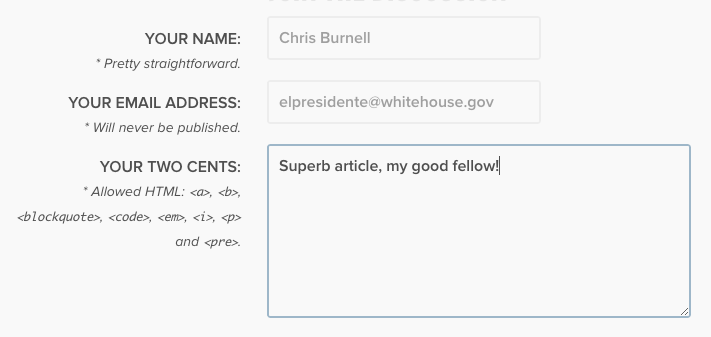 YOUR NAME:
Chris Burnell
* Pretty straightforward.
YOUR EMAIL ADDRESS:
elpresidente@whitehouse.gov
* Will never be published.
YOUR TWO CENTS:
Superb article, my good fellow!
* Allowed HTML: <a>, <b>,
<blockquote>, <code>, <em>, <i>, <p>
and <pre>.